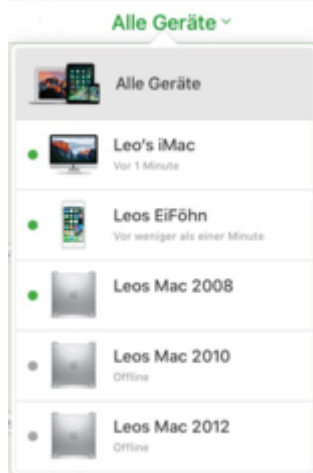 Alle Geräte
Alle Geräte
Leo's iMac
Vor 1 Minute
Leos EiFöhn
Vor weniger als einer Minute
Leos Mac 2008
Leos Mac 2010
Offline
Leos Mac 2012
Offline